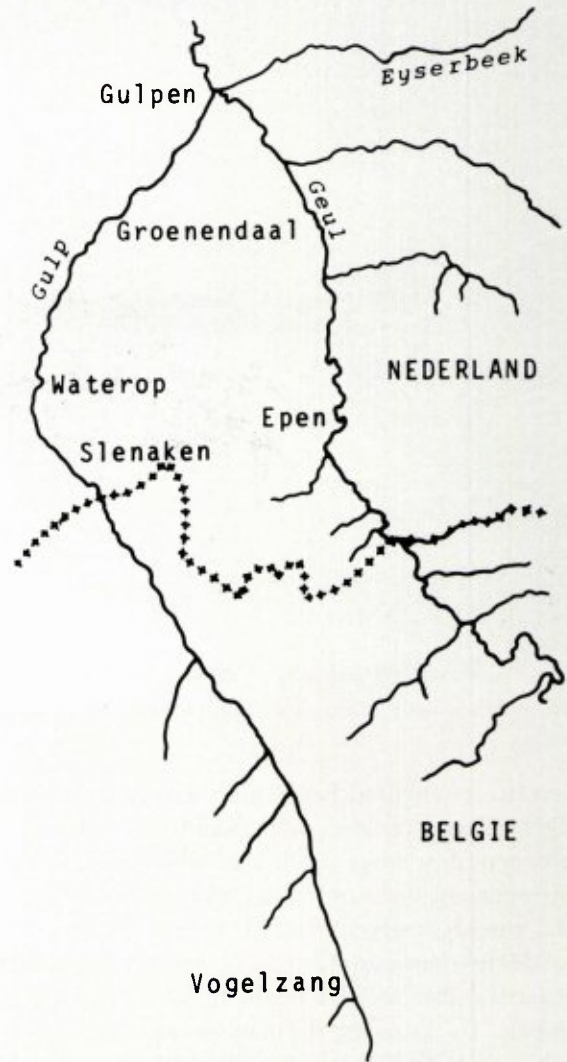 Eyserbeek
Gulpen
Geul
Groenendaal
Gulp
NEDERLAND
Waterop
Epen
Slenaken
BELGIE
Vogelzang